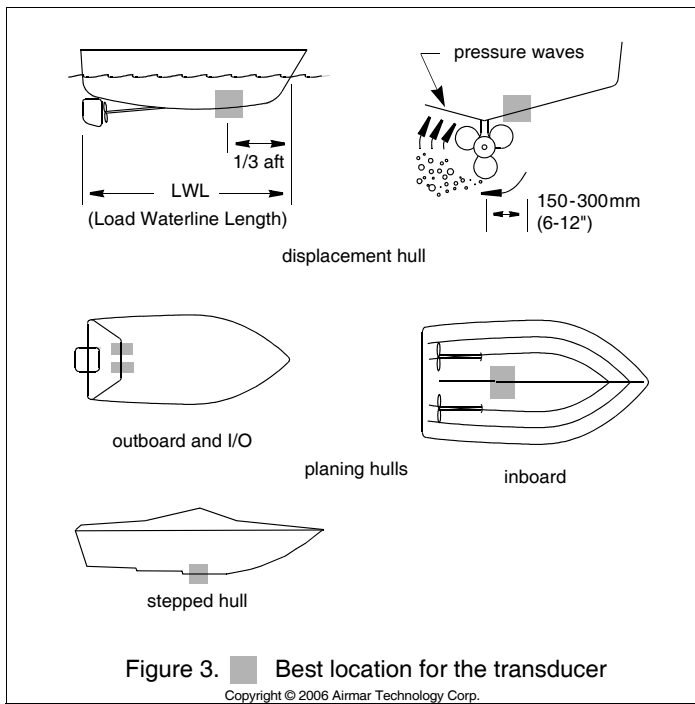 pressure waves
1/3 aft
LWL
(Load Waterline Length)
150-300mm
(6-12")
displacement hull
outboard and I/O
planing hulls
inboard
stepped hull
Figure 3. Best location for the transducer
Copyright © 2006 Airmar Technology Corp.